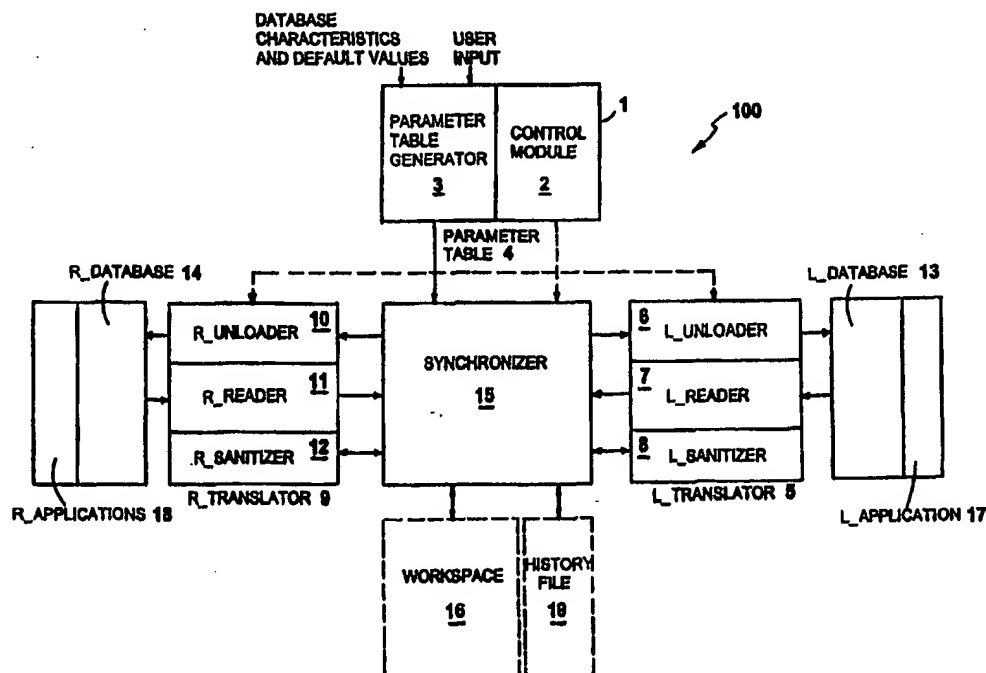 DATABASE
CHARACTERISTICS
AND DEFAULT VALUES
USER
INPUT
PARAMETER
TABLE
GENERATOR
3
CONTROL
MODULE
2
1
100
PARAMETER
TABLE 4
R_DATABASE 14
L_DATABASE 13
10
R_UNLOADER
11
R_READER
12
R_SANITIZER
R_TRANSLATOR 9
R_APPLICATIONS 18
SYNCHRONIZER
15
6
L_UNLOADER
7
L_READER
8
L_SANITIZER
L_TRANSLATOR 5
L_APPLICATION 17
WORKSPACE
16
HISTORY
FILE
19